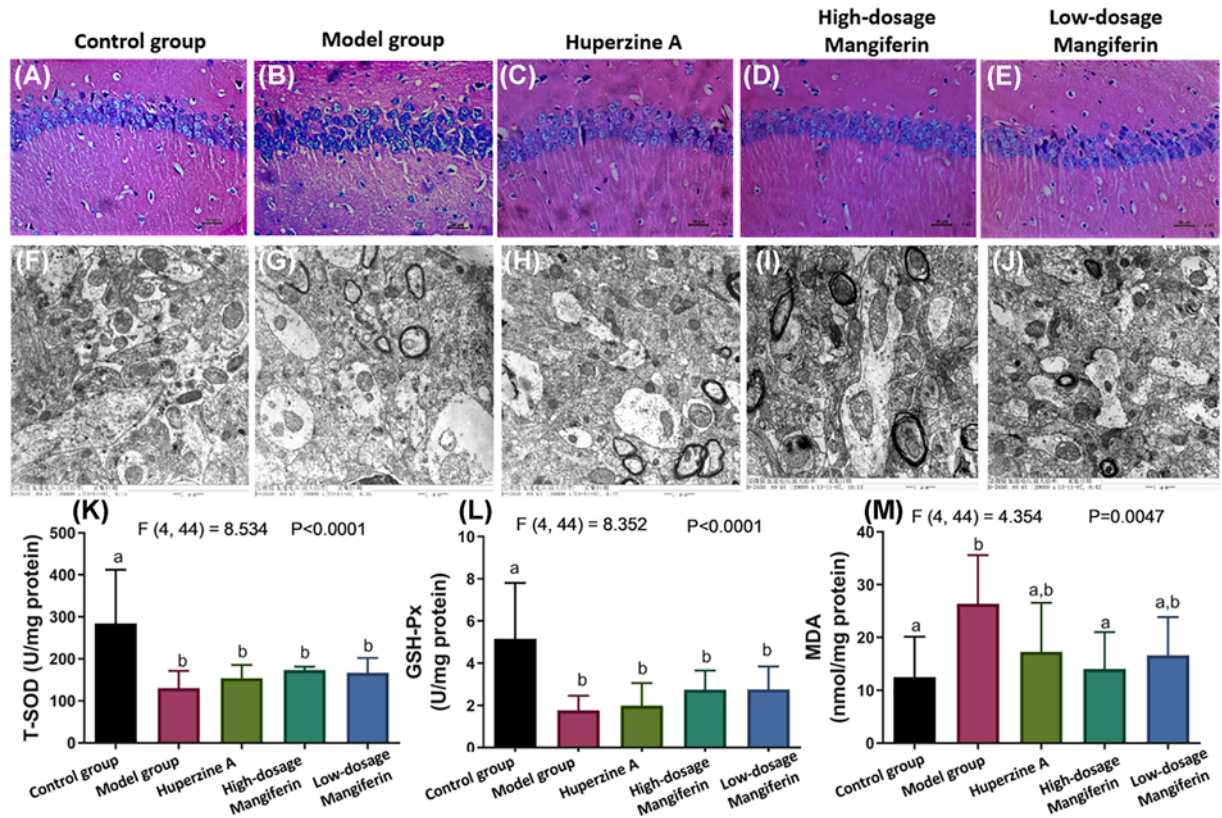 Control group
Model group
Huperzine A
High-dosage
Mangiferin
Low-dosage
Mangiferin
(A)
(B)
(C)
(D)
(E)
(F)
(G)
(H)
(I)
(J)
(K)
F (4, 44) = 8.534 P<0.0001
T-SOD (U/mg protein)
500
400
300
200
100
0
a
b
b
b
b
Control group
Model group
Huperzine A
High-dosage
Mangiferin
Low-dosage
Mangiferin
(L)
F (4, 44) = 8.352 P<0.0001
GSH-Px
(U/mg protein)
10
8
6
4
2
0
a
b
b
b
b
Control group
Model group
Huperzine A
High-dosage
Mangiferin
Low-dosage
Mangiferin
(M)
F (4, 44) = 4.354 P=0.0047
MDA
(nmol/mg protein)
40
30
20
10
0
a
b
a,b
a
a,b
Control group
Model group
Huperzine A
High-dosage
Mangiferin
Low-dosage
Mangiferin